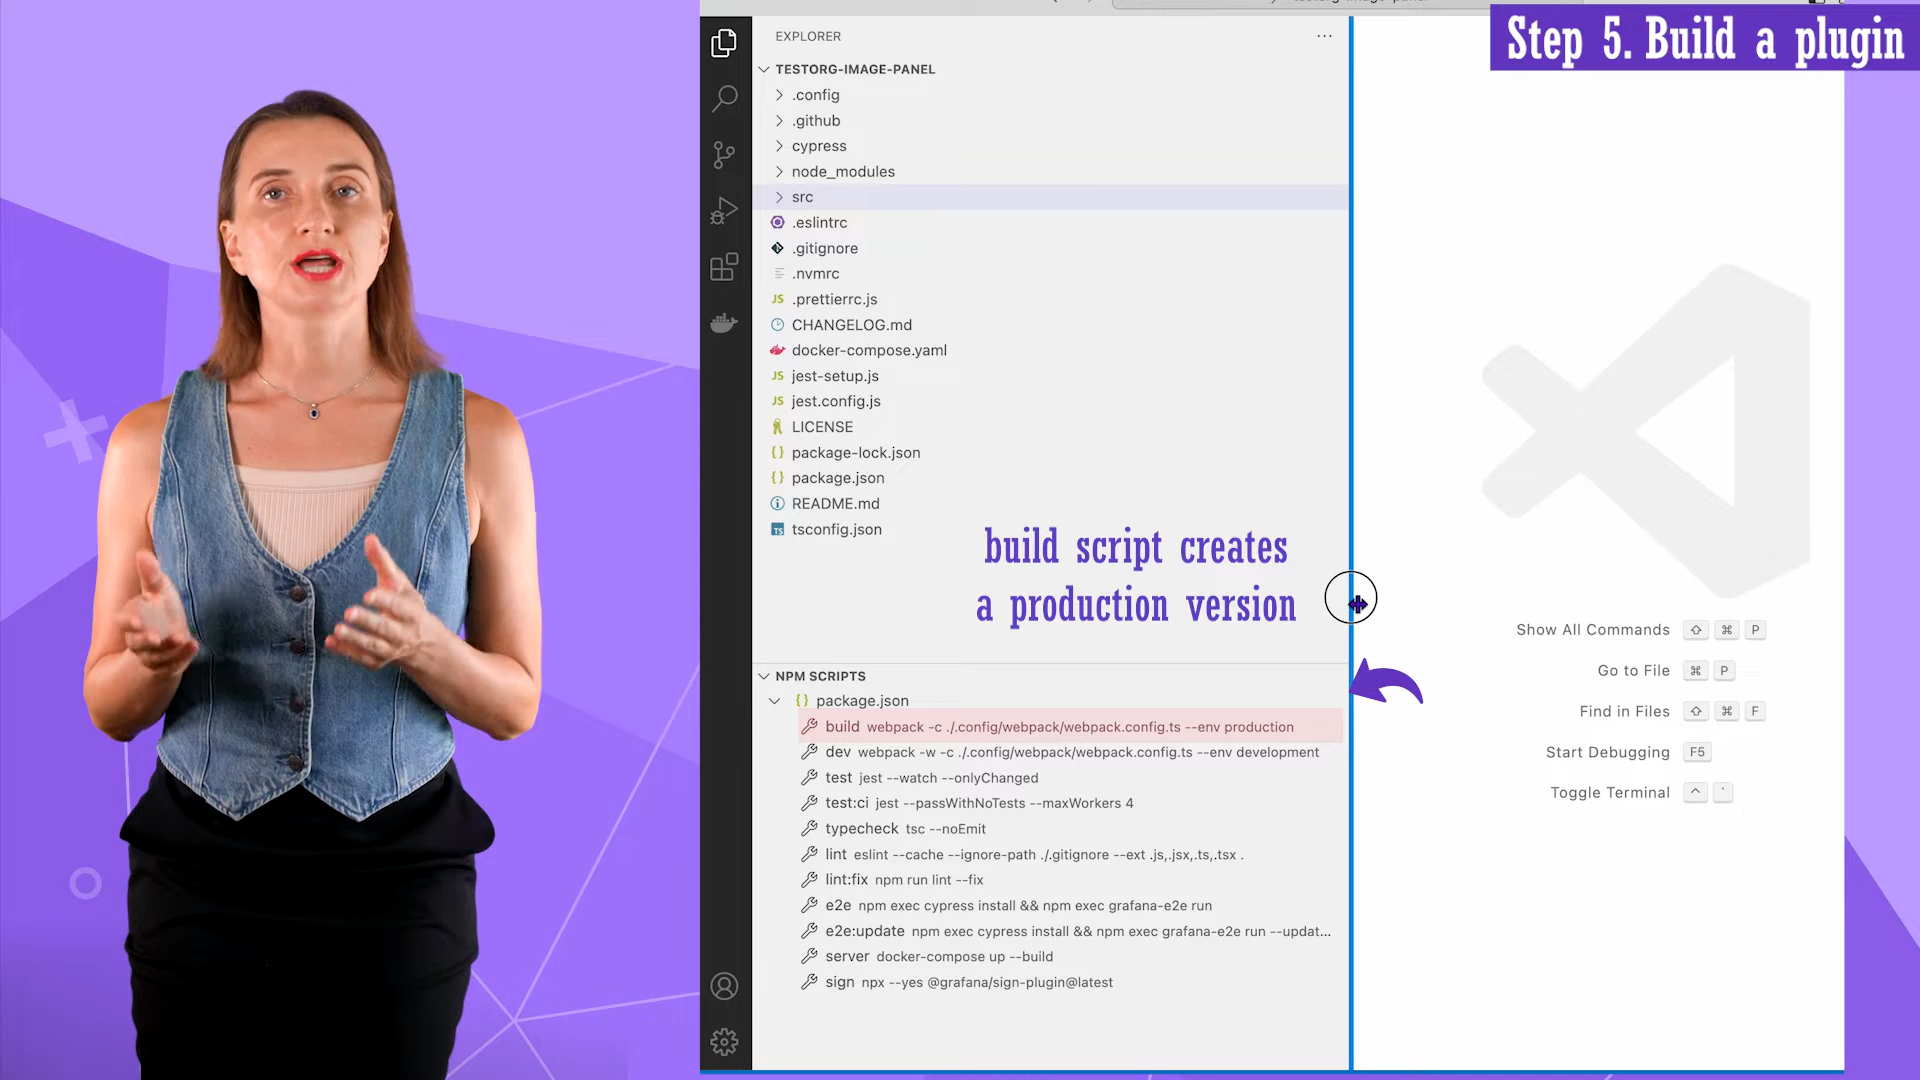 Step 5. Build a plugin
EXPLORER
TESTORG-IMAGE-PANEL
.config
.github
cypress
node_modules
src
.eslintrc
.gitignore
.nvmrc
JS .prettierrc.js
CHANGELOG.md
docker-compose.yaml
JS jest-setup.js
JS jest.config.js
LICENSE
{} package-lock.json
{} package.json
README.md
TS tsconfig.json
build script creates
a production version
NPM SCRIPTS
{} package.json
build webpack -c ./.config/webpack/webpack.config.ts --env production
dev webpack -w -c ./.config/webpack/webpack.config.ts --env development
test jest --watch --onlyChanged
test:ci jest --passWithNoTests --maxWorkers 4
typecheck tsc --noEmit
lint eslint --cache --ignore-path ./.gitignore --ext .js,.jsx,.ts,.tsx .
lint:fix npm run lint --fix
e2e npm exec cypress install && npm exec grafana-e2e run
e2e:update npm exec cypress install && npm exec grafana-e2e run --updat...
server docker-compose up --build
sign npx --yes @grafana/sign-plugin@latest
Show All Commands ⇧ ⌘ P
Go to File ⌘ P
Find in Files ⇧ ⌘ F
Start Debugging F5
Toggle Terminal ^ `